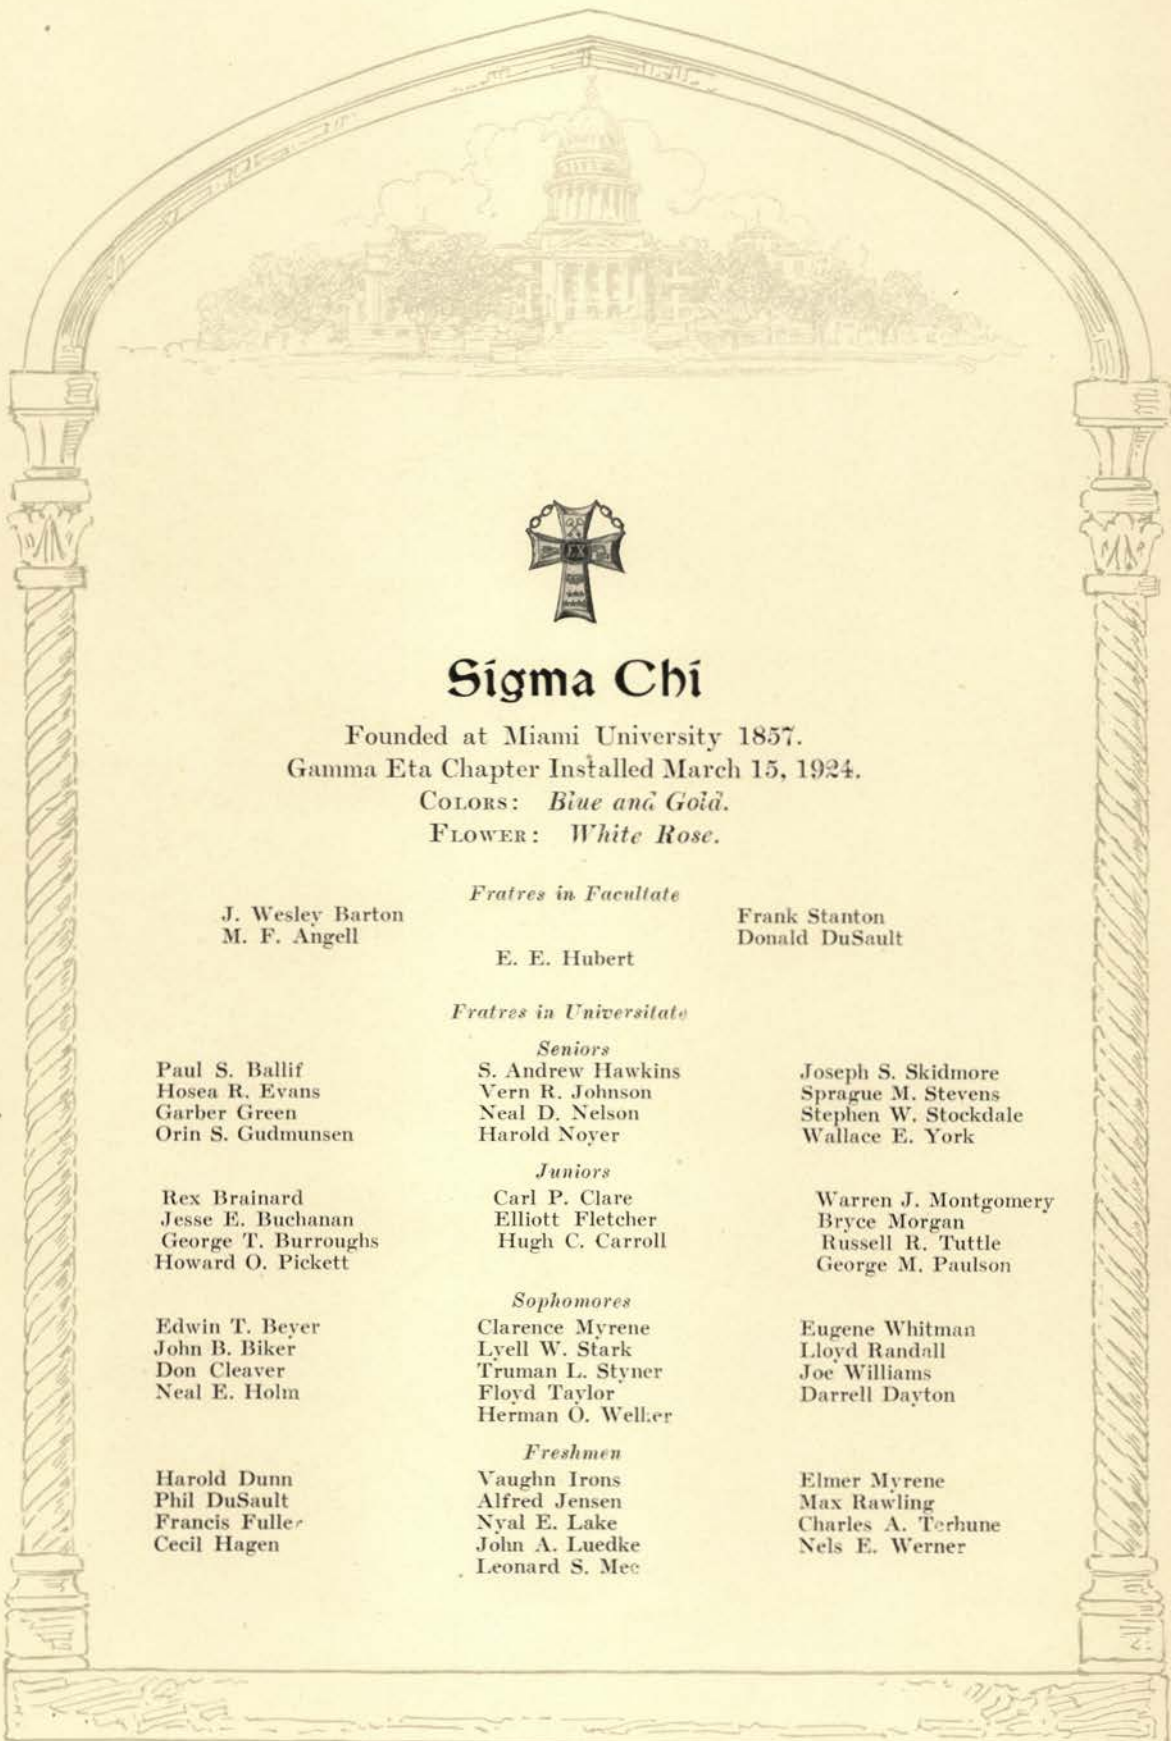 ΣΧ
Sigma Chi
Founded at Miami University 1857.
Gamma Eta Chapter Installed March 15, 1924.
COLORS: Blue and Gold.
FLOWER: White Rose.
Fratres in Facultate
J. Wesley Barton
M. F. Angell
E. E. Hubert
Frank Stanton
Donald DuSault
Fratres in Universitate
Seniors
Paul S. Ballif
Hosea R. Evans
Garber Green
Orin S. Gudmunsen
S. Andrew Hawkins
Vern R. Johnson
Neal D. Nelson
Harold Noyer
Joseph S. Skidmore
Sprague M. Stevens
Stephen W. Stockdale
Wallace E. York
Juniors
Rex Brainard
Jesse E. Buchanan
George T. Burroughs
Howard O. Pickett
Carl P. Clare
Elliott Fletcher
Hugh C. Carroll
Warren J. Montgomery
Bryce Morgan
Russell R. Tuttle
George M. Paulson
Sophomores
Edwin T. Beyer
John B. Biker
Don Cleaver
Neal E. Holm
Clarence Myrene
Lyell W. Stark
Truman L. Styner
Floyd Taylor
Herman O. Welker
Eugene Whitman
Lloyd Randall
Joe Williams
Darrell Dayton
Freshmen
Harold Dunn
Phil DuSault
Francis Fuller
Cecil Hagen
Vaughn Irons
Alfred Jensen
Nyal E. Lake
John A. Luedke
Leonard S. Mee
Elmer Myrene
Max Rawling
Charles A. Terhune
Nels E. Werner